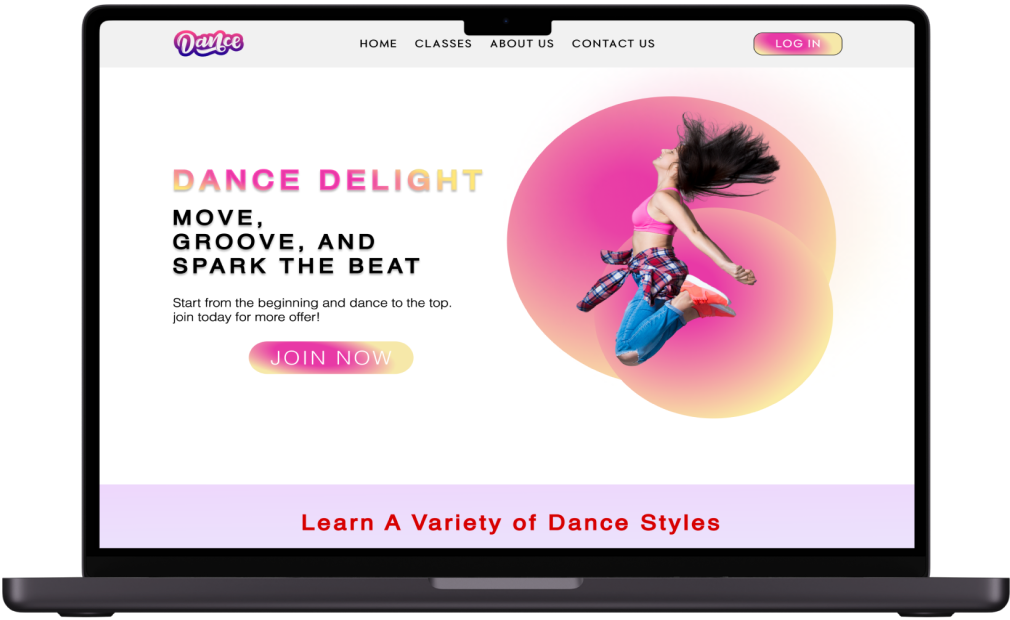 Dance
HOME CLASSES ABOUT US CONTACT US
LOG IN
DANCE DELIGHT
MOVE,
GROOVE, AND
SPARK THE BEAT
Start from the beginning and dance to the top.
join today for more offer!
JOIN NOW
Learn A Variety of Dance Styles